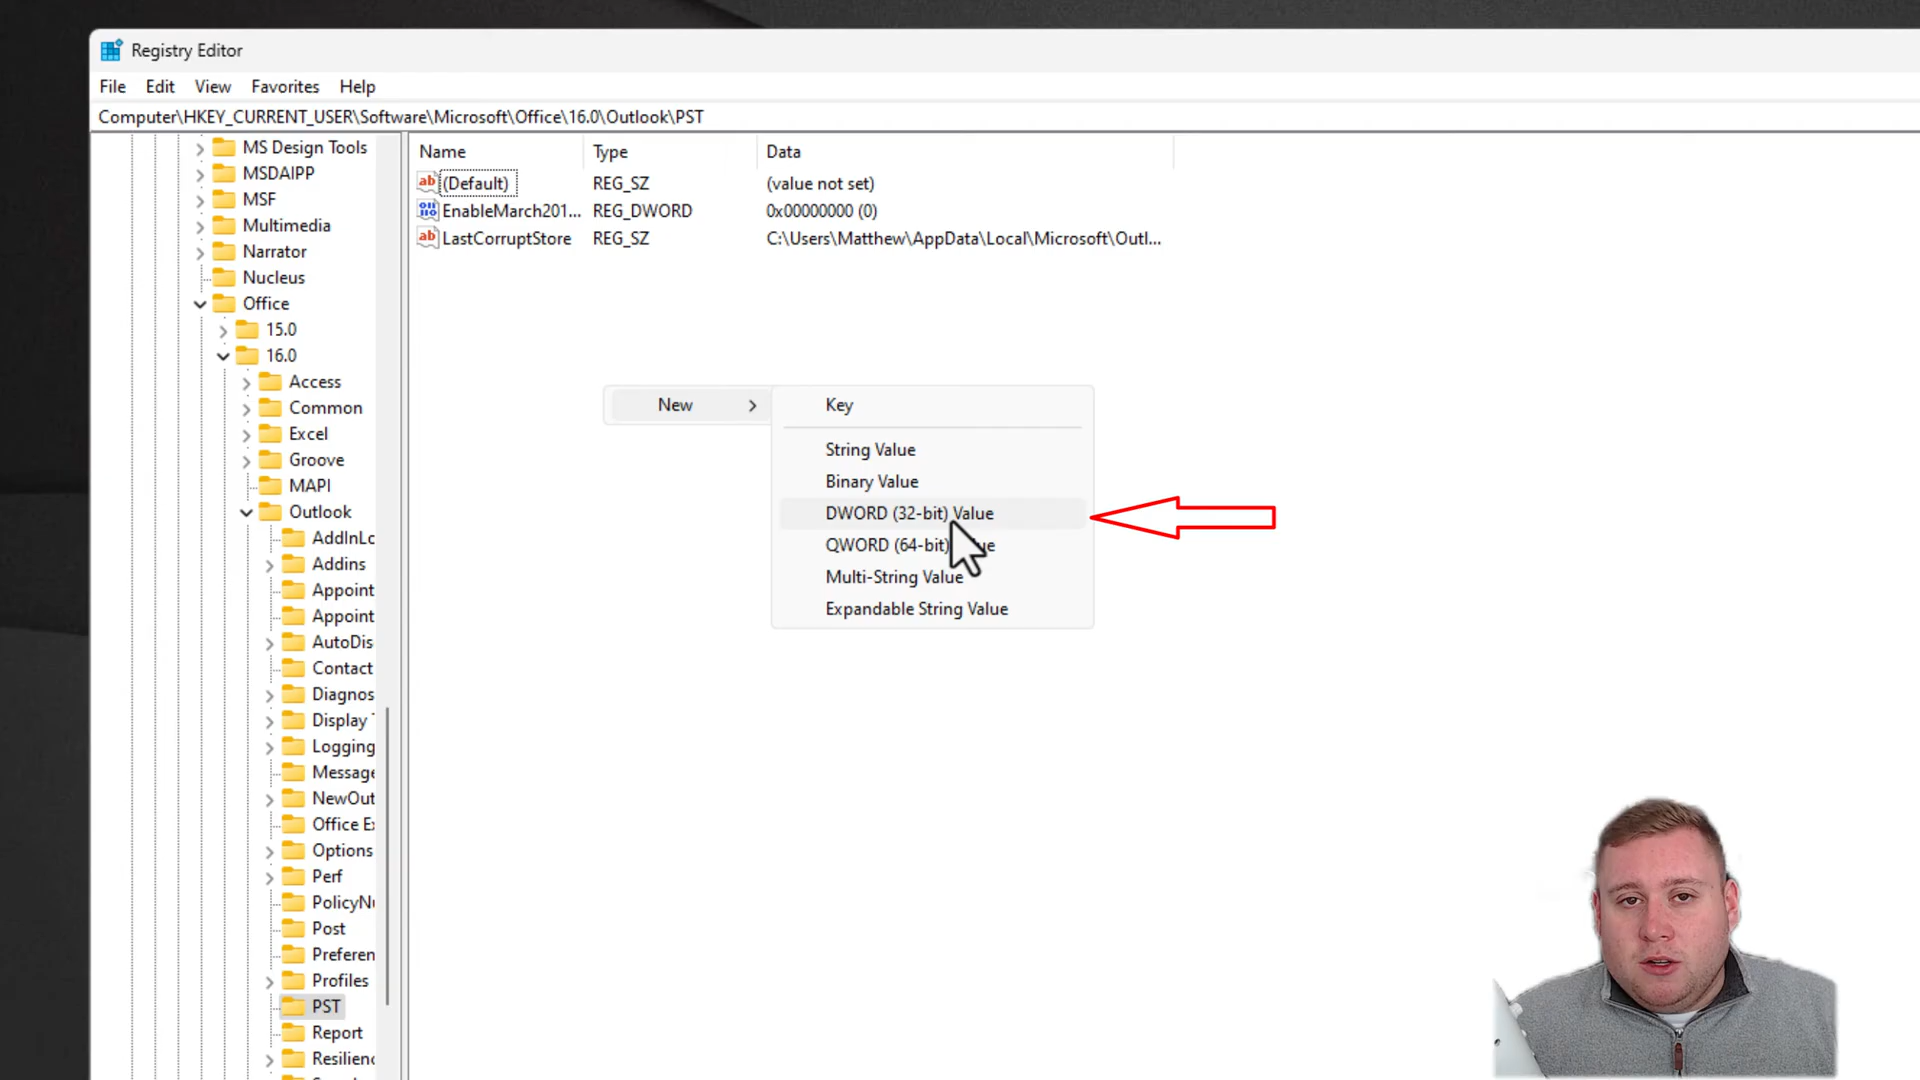 Registry Editor
File Edit View Favorites Help
Computer\HKEY_CURRENT_USER\Software\Microsoft\Office\16.0\Outlook\PST
MS Design Tools
MSDAIPP
MSF
Multimedia
Narrator
Nucleus
Office
15.0
16.0
Access
Common
Excel
Groove
MAPI
Outlook
AddInLc
Addins
Appoint
Appoint
AutoDis
Contact
Diagnos
Display
Logging
Message
NewOut
Office Ex
Options
Perf
PolicyNu
Post
Preferen
Profiles
PST
Report
Resilienc
Name Type Data
(Default) REG_SZ (value not set)
EnableMarch201... REG_DWORD 0x00000000 (0)
LastCorruptStore REG_SZ C:\Users\Matthew\AppData\Local\Microsoft\Outl...
New
Key
String Value
Binary Value
DWORD (32-bit) Value
QWORD (64-bit)
Multi-String Value
Expandable String Value